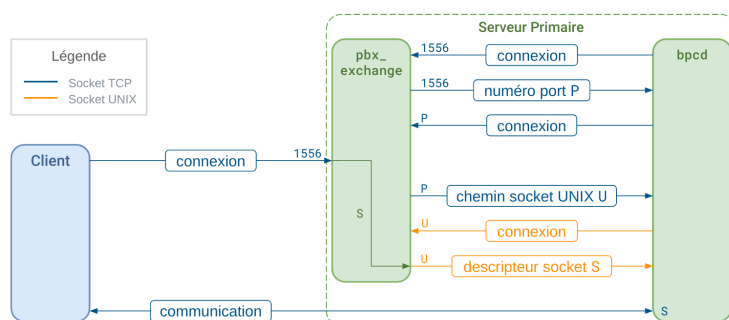 Serveur Primaire
Légende
Socket TCP
Socket UNIX
pbx_
exchange
bpcd
1556 connexion
1556 numéro port P
P connexion
Client
connexion 1556
P chemin socket UNIX U
S
U connexion
U descripteur socket S
communication
S